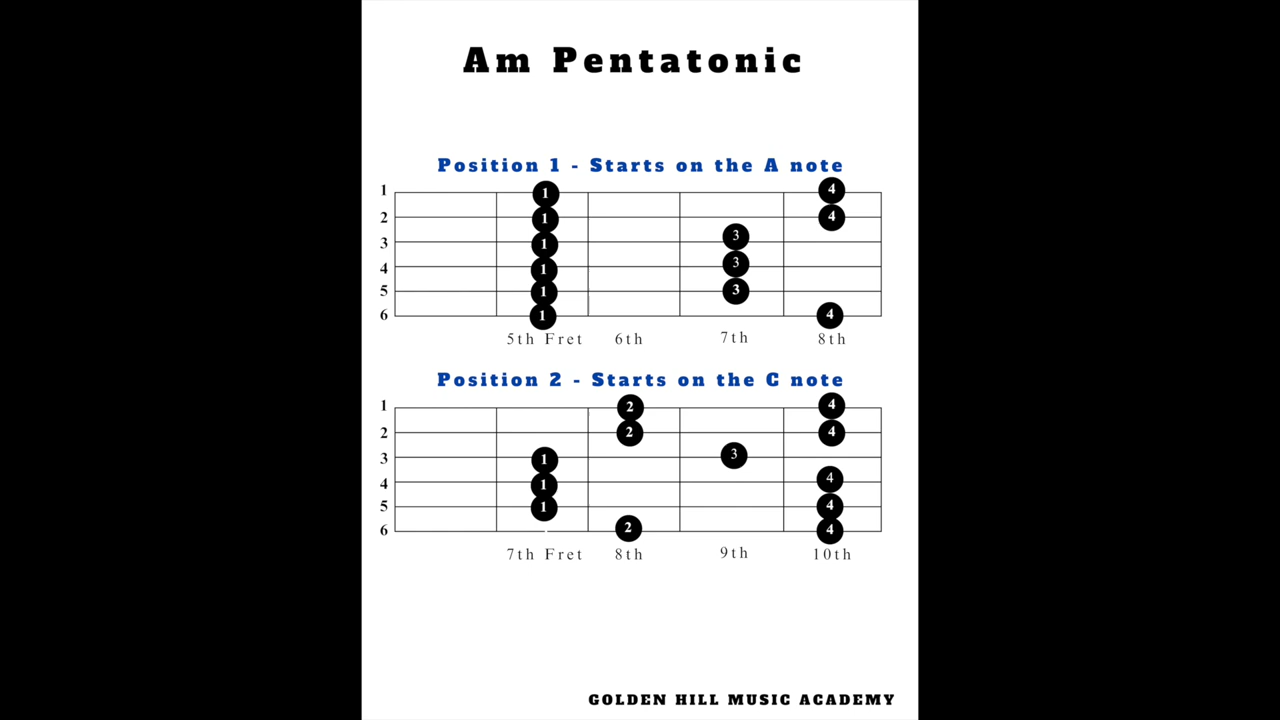 Am Pentatonic
Position 1 - Starts on the A note
1 1 4
2 1 4
3 1 3
4 1 3
5 1 3
6 1 4
5th Fret 6th 7th 8th
Position 2 - Starts on the C note
1 2 4
2 2 4
3 1 3
4 1 4
5 1 4
6 2 4
7th Fret 8th 9th 10th
GOLDEN HILL MUSIC ACADEMY